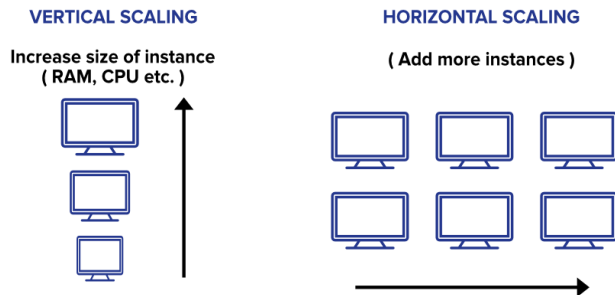 VERTICAL SCALING
Increase size of instance
( RAM, CPU etc. )
HORIZONTAL SCALING
( Add more instances )